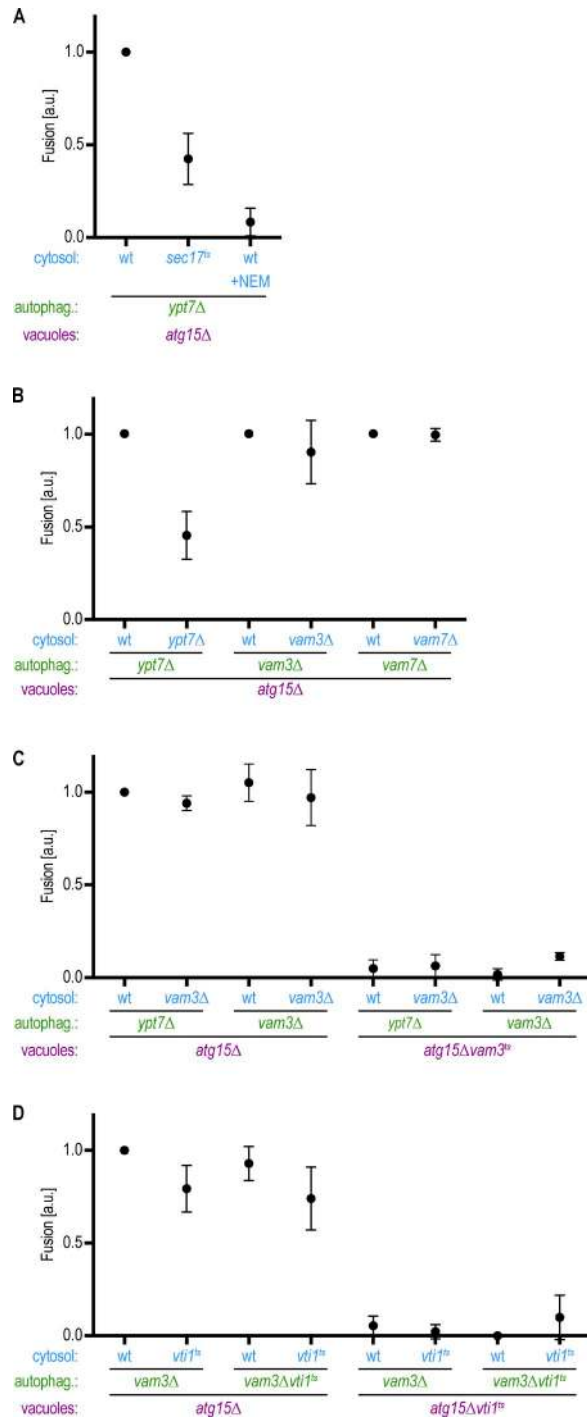 A
Fusion [a.u.]
1.0
0.5
0.0
cytosol: wt sec17ts wt
+NEM
autophag.: ypt7Δ
vacuoles: atg15Δ
B
Fusion [a.u.]
1.0
0.5
0.0
cytosol: wt ypt7Δ wt vam3Δ wt vam7Δ
autophag.: ypt7Δ vam3Δ vam7Δ
vacuoles: atg15Δ
C
Fusion [a.u.]
1.0
0.5
0.0
cytosol: wt vam3Δ wt vam3Δ wt vam3Δ wt vam3Δ
autophag.: ypt7Δ vam3Δ ypt7Δ vam3Δ
vacuoles: atg15Δ atg15Δvam3ts
D
Fusion [a.u.]
1.0
0.5
0.0
cytosol: wt vti1ts wt vti1ts wt vti1ts wt vti1ts
autophag.: vam3Δ vam3Δvti1ts vam3Δ vam3Δvti1ts
vacuoles: atg15Δ atg15Δvti1ts